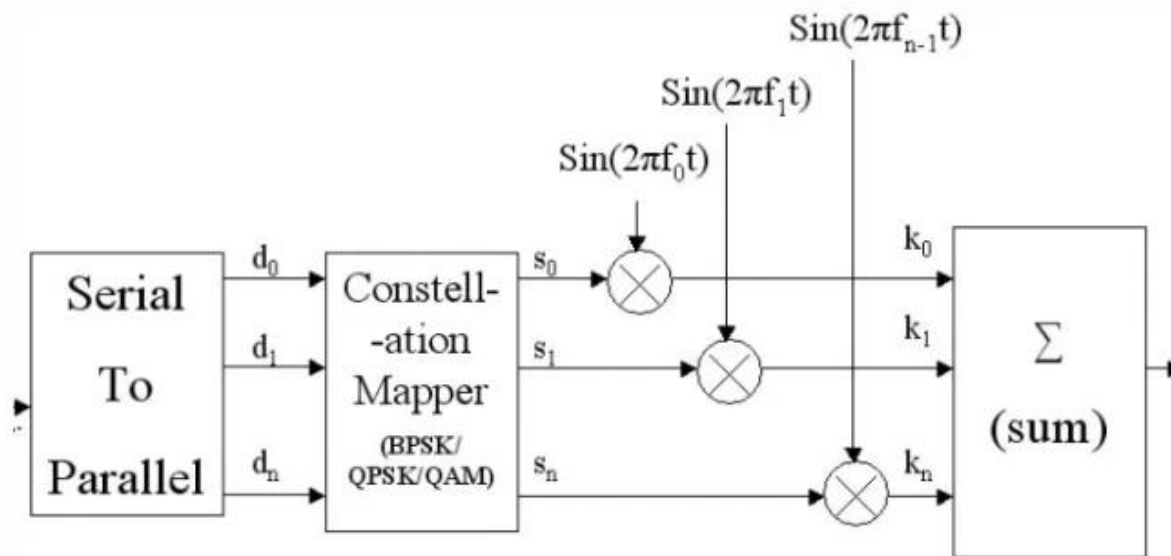 Sin(2πfₙ₋₁t)
Sin(2πf₁t)
Sin(2πf₀t)
Serial
To
Parallel
d₀
d₁
dₙ
Constell-
-ation
Mapper
(BPSK/
QPSK/QAM)
s₀
s₁
sₙ
k₀
k₁
kₙ
Σ
(sum)